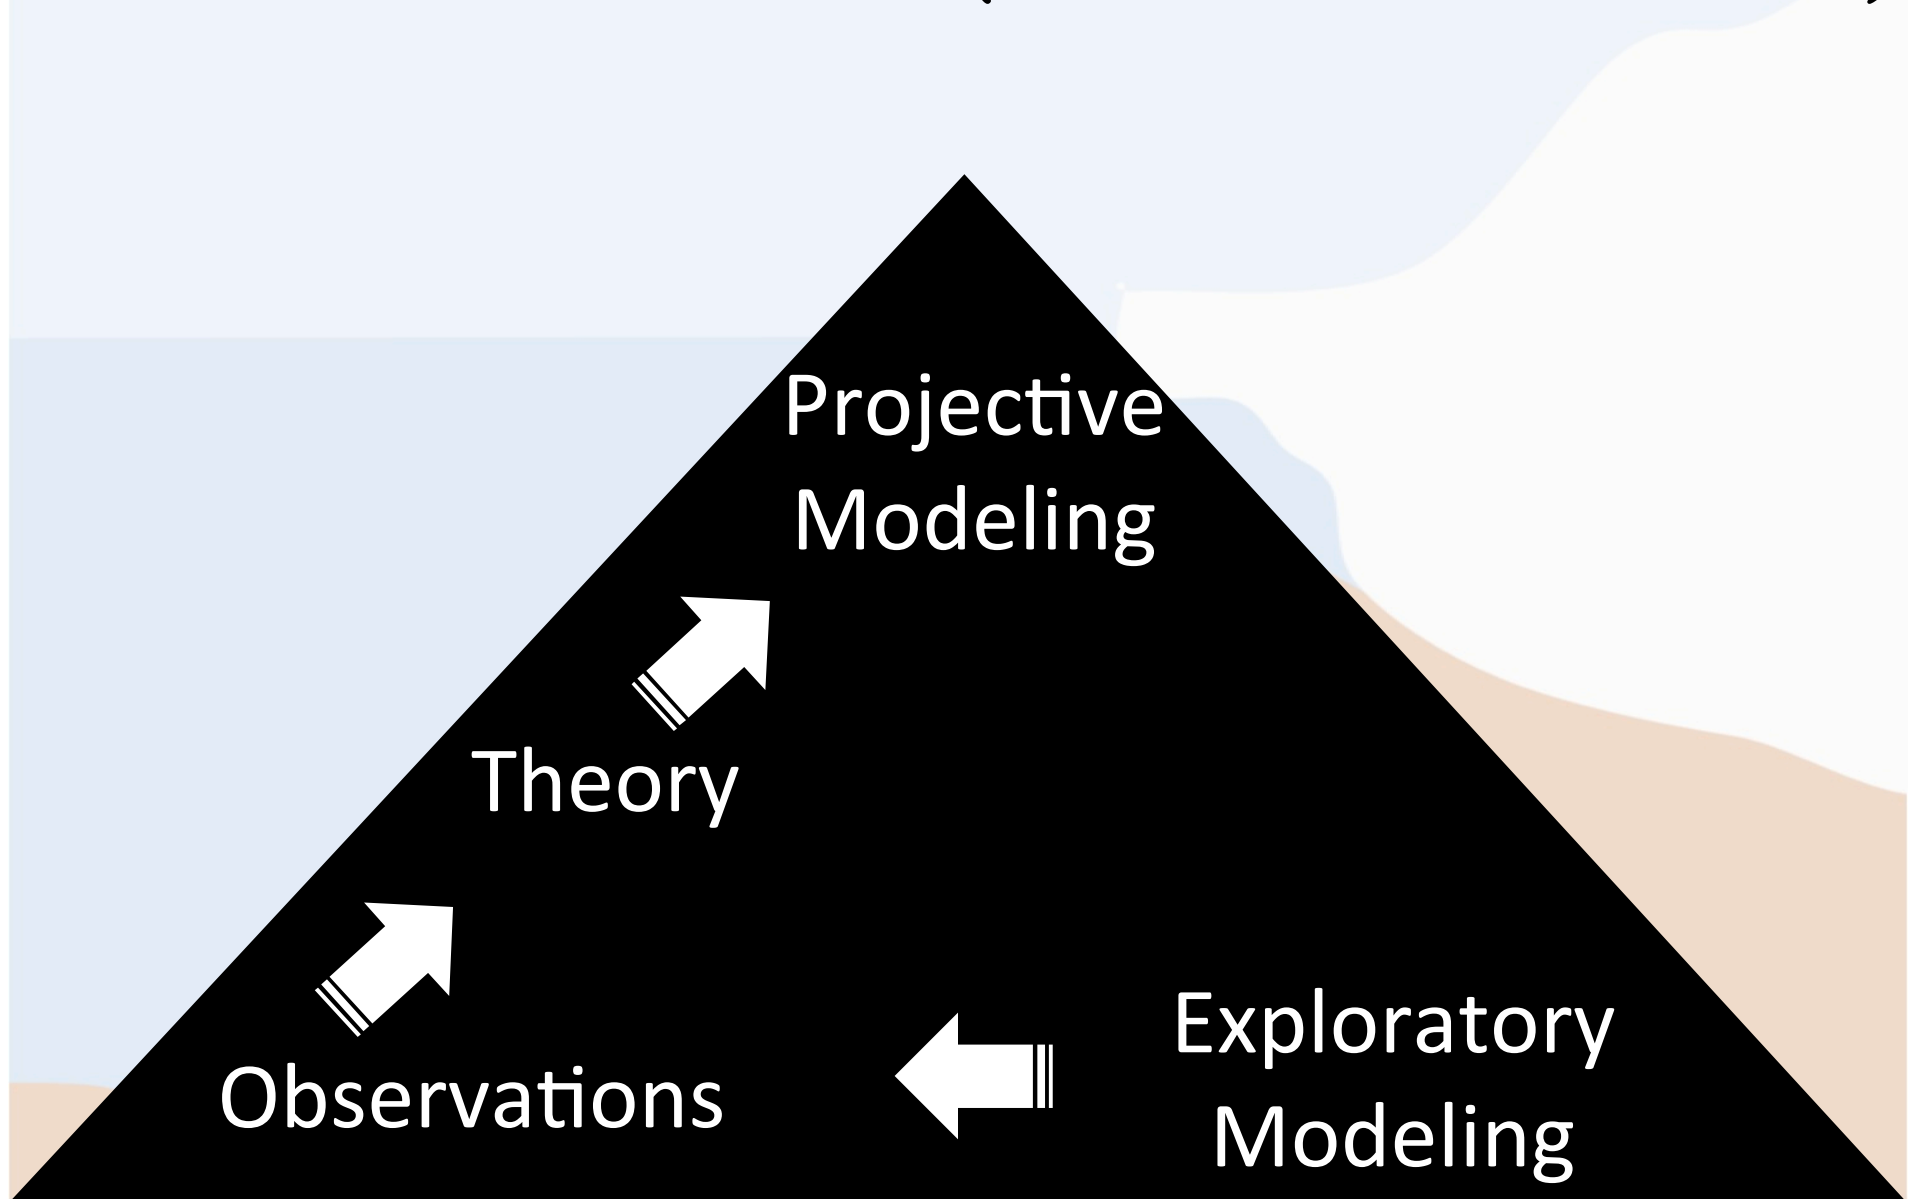 Projective
Modeling
Theory
Observations
Exploratory
Modeling